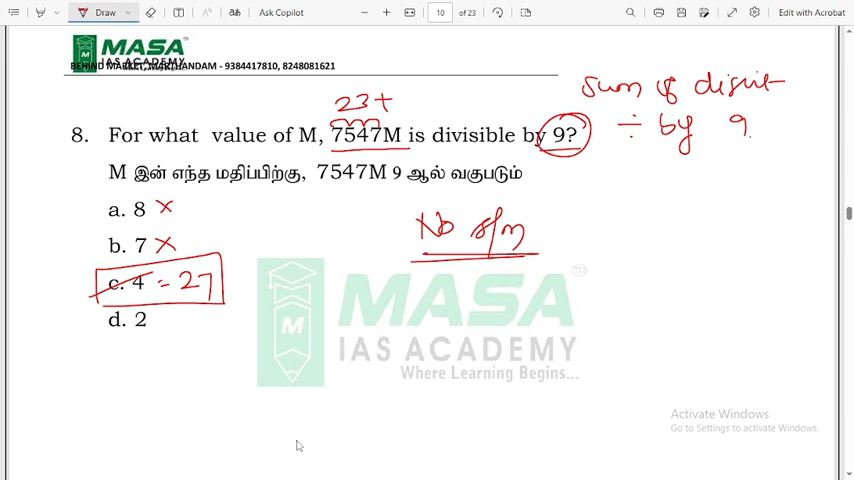 Draw
Ask Copilot
10 of 23
Edit with Acrobat
MASA
IAS ACADEMY
BEHIND MARKET, MARTHANDAM - 9384417810, 8248081621
Sum of digit
÷ by 9
23+
8. For what value of M, 7547M is divisible by 9?
M இன் எந்த மதிப்பிற்கு, 7547M 9 ஆல் வகுபடும்
a. 8 ×
b. 7 ×
No s/m
c. 4 = 27
d. 2
MASA
IAS ACADEMY
Where Learning Begins...
Activate Windows
Go to Settings to activate Windows.